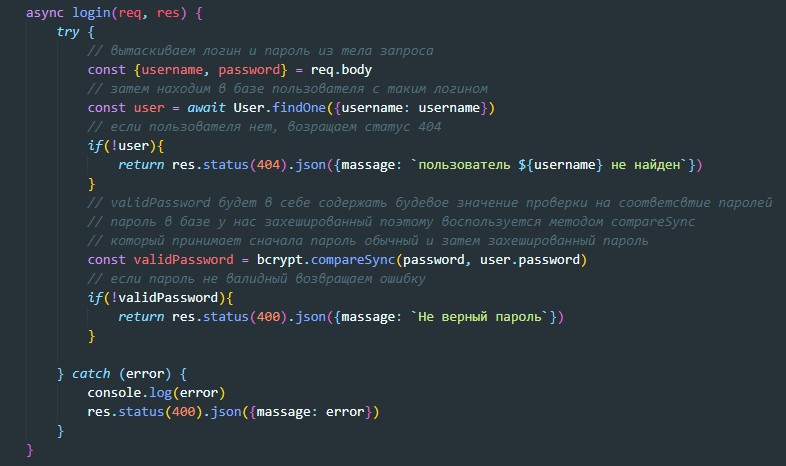 async login(req, res) {
try {
// вытаскиваем логин и пароль из тела запроса
const {username, password} = req.body
// затем находим в базе пользователя с таким логином
const user = await User.findOne({username: username})
// если пользователя нет, возращаем статус 404
if(!user){
return res.status(404).json({massage: `пользователь ${username} не найден`})
}
// validPassword будет в себе содержать будевое значение проверки на соответсвтие паролей
// пароль в базе у нас захешированный поэтому воспользуется методом compareSync
// который принимает сначала пароль обычный и затем захешированный пароль
const validPassword = bcrypt.compareSync(password, user.password)
// если пароль не валидный возвращаем ошибку
if(!validPassword){
return res.status(400).json({massage: `Не верный пароль`})
}
} catch (error) {
console.log(error)
res.status(400).json({massage: error})
}
}